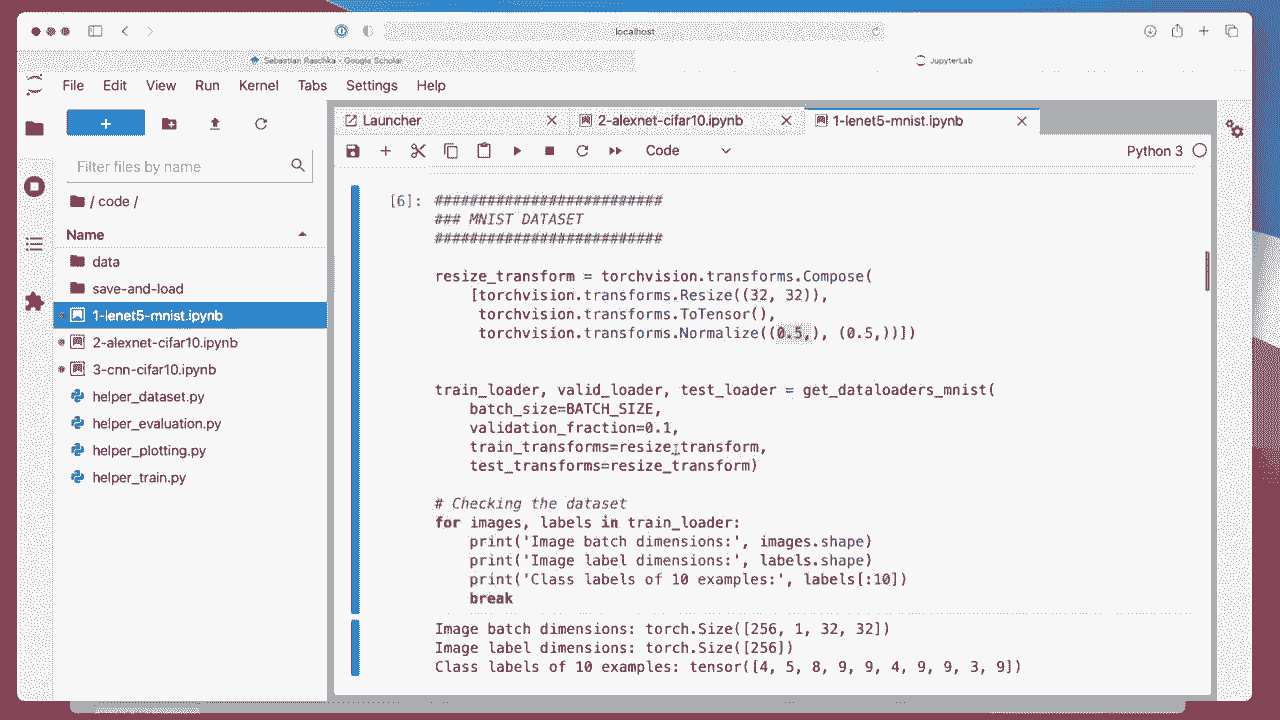 localhost
Sebastian Raschka - Google Scholar
JupyterLab
File Edit View Run Kernel Tabs Settings Help
Launcher
2-alexnet-cifar10.ipynb
1-lenet5-mnist.ipynb
+
Code
Python 3
Filter files by name
/ code /
Name
data
save-and-load
1-lenet5-mnist.ipynb
2-alexnet-cifar10.ipynb
3-cnn-cifar10.ipynb
helper_dataset.py
helper_evaluation.py
helper_plotting.py
helper_train.py
[6]: ##########################
### MNIST DATASET
##########################
resize_transform = torchvision.transforms.Compose(
[torchvision.transforms.Resize((32, 32)),
torchvision.transforms.ToTensor(),
torchvision.transforms.Normalize((0.5,), (0.5,))])
train_loader, valid_loader, test_loader = get_dataloaders_mnist(
batch_size=BATCH_SIZE,
validation_fraction=0.1,
train_transforms=resize_transform,
test_transforms=resize_transform)
# Checking the dataset
for images, labels in train_loader:
print('Image batch dimensions:', images.shape)
print('Image label dimensions:', labels.shape)
print('Class labels of 10 examples:', labels[:10])
break
Image batch dimensions: torch.Size([256, 1, 32, 32])
Image label dimensions: torch.Size([256])
Class labels of 10 examples: tensor([4, 5, 8, 9, 9, 4, 9, 9, 3, 9])